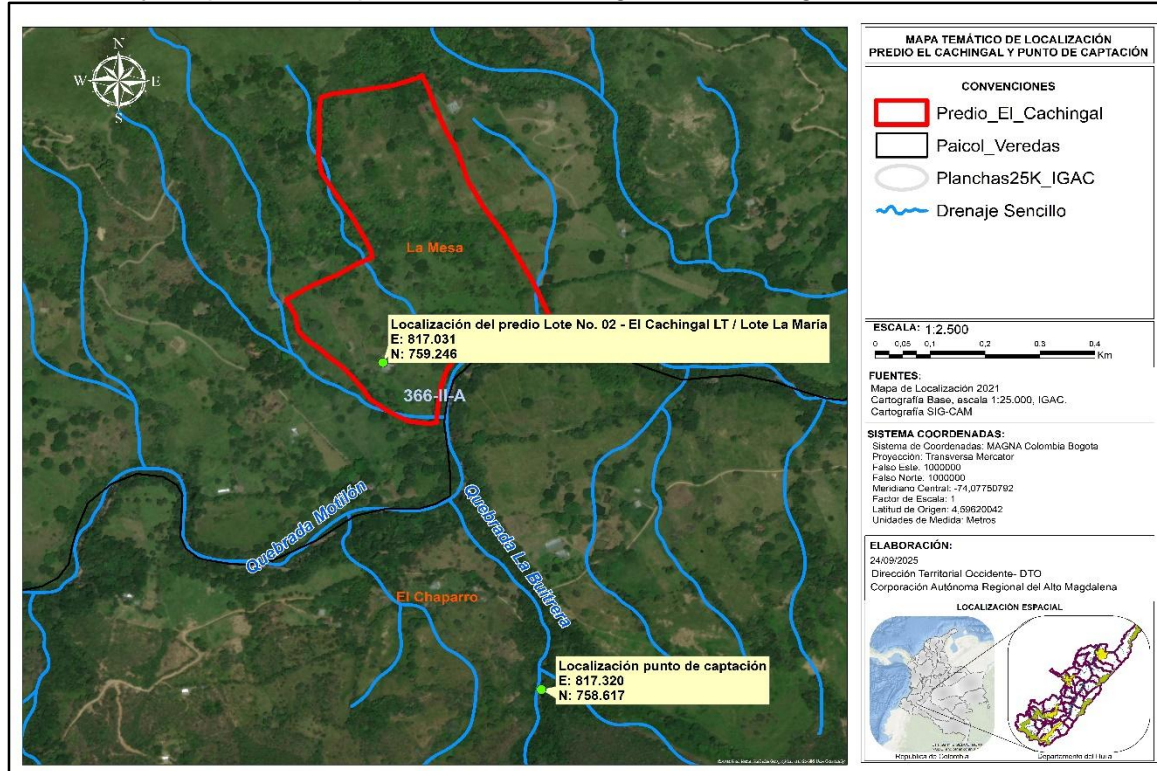 MAPA TEMÁTICO DE LOCALIZACIÓN
PREDIO EL CACHINGAL Y PUNTO DE CAPTACIÓN
CONVENCIONES
Predio_El_Cachingal
Paicol_Veredas
Planchas25K_IGAC
Drenaje Sencillo
ESCALA: 1:2.500
0 0,05 0,1 0,2 0,3 0,4
Km
FUENTES:
Mapa de Localización 2021
Cartografía Base, escala 1:25.000, IGAC.
Cartografía SIG-CAM
SISTEMA COORDENADAS:
Sistema de Coordenadas: MAGNA Colombia Bogota
Proyección: Transversa Mercator
Falso Este: 1000000
Falso Norte: 1000000
Meridiano Central: -74,07750792
Factor de Escala: 1
Latitud de Origen: 4,59620042
Unidades de Medida: Metros
ELABORACIÓN:
24/09/2025
Dirección Territorial Occidente- DTO
Corporación Autónoma Regional del Alto Magdalena
LOCALIZACIÓN ESPACIAL
República de Colombia
Departamento del Huila
N
W E
S
La Mesa
Localización del predio Lote No. 02 - El Cachingal LT / Lote La María
E: 817.031
N: 759.246
366-II-A
Quebrada Motilón
Quebrada La Buitrera
El Chaparro
Localización punto de captación
E: 817.320
N: 758.617